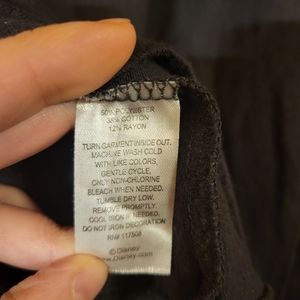 50% POLYESTER
38% COTTON
12% RAYON
TURN GARMENT INSIDE OUT.
MACHINE WASH COLD
WITH LIKE COLORS,
GENTLE CYCLE,
ONLY NON-CHLORINE
BLEACH WHEN NEEDED.
TUMBLE DRY LOW.
REMOVE PROMPTLY.
COOL IRON IF NEEDED.
DO NOT IRON DECORATION
RN# 117508
© Disney
www.Disney.com